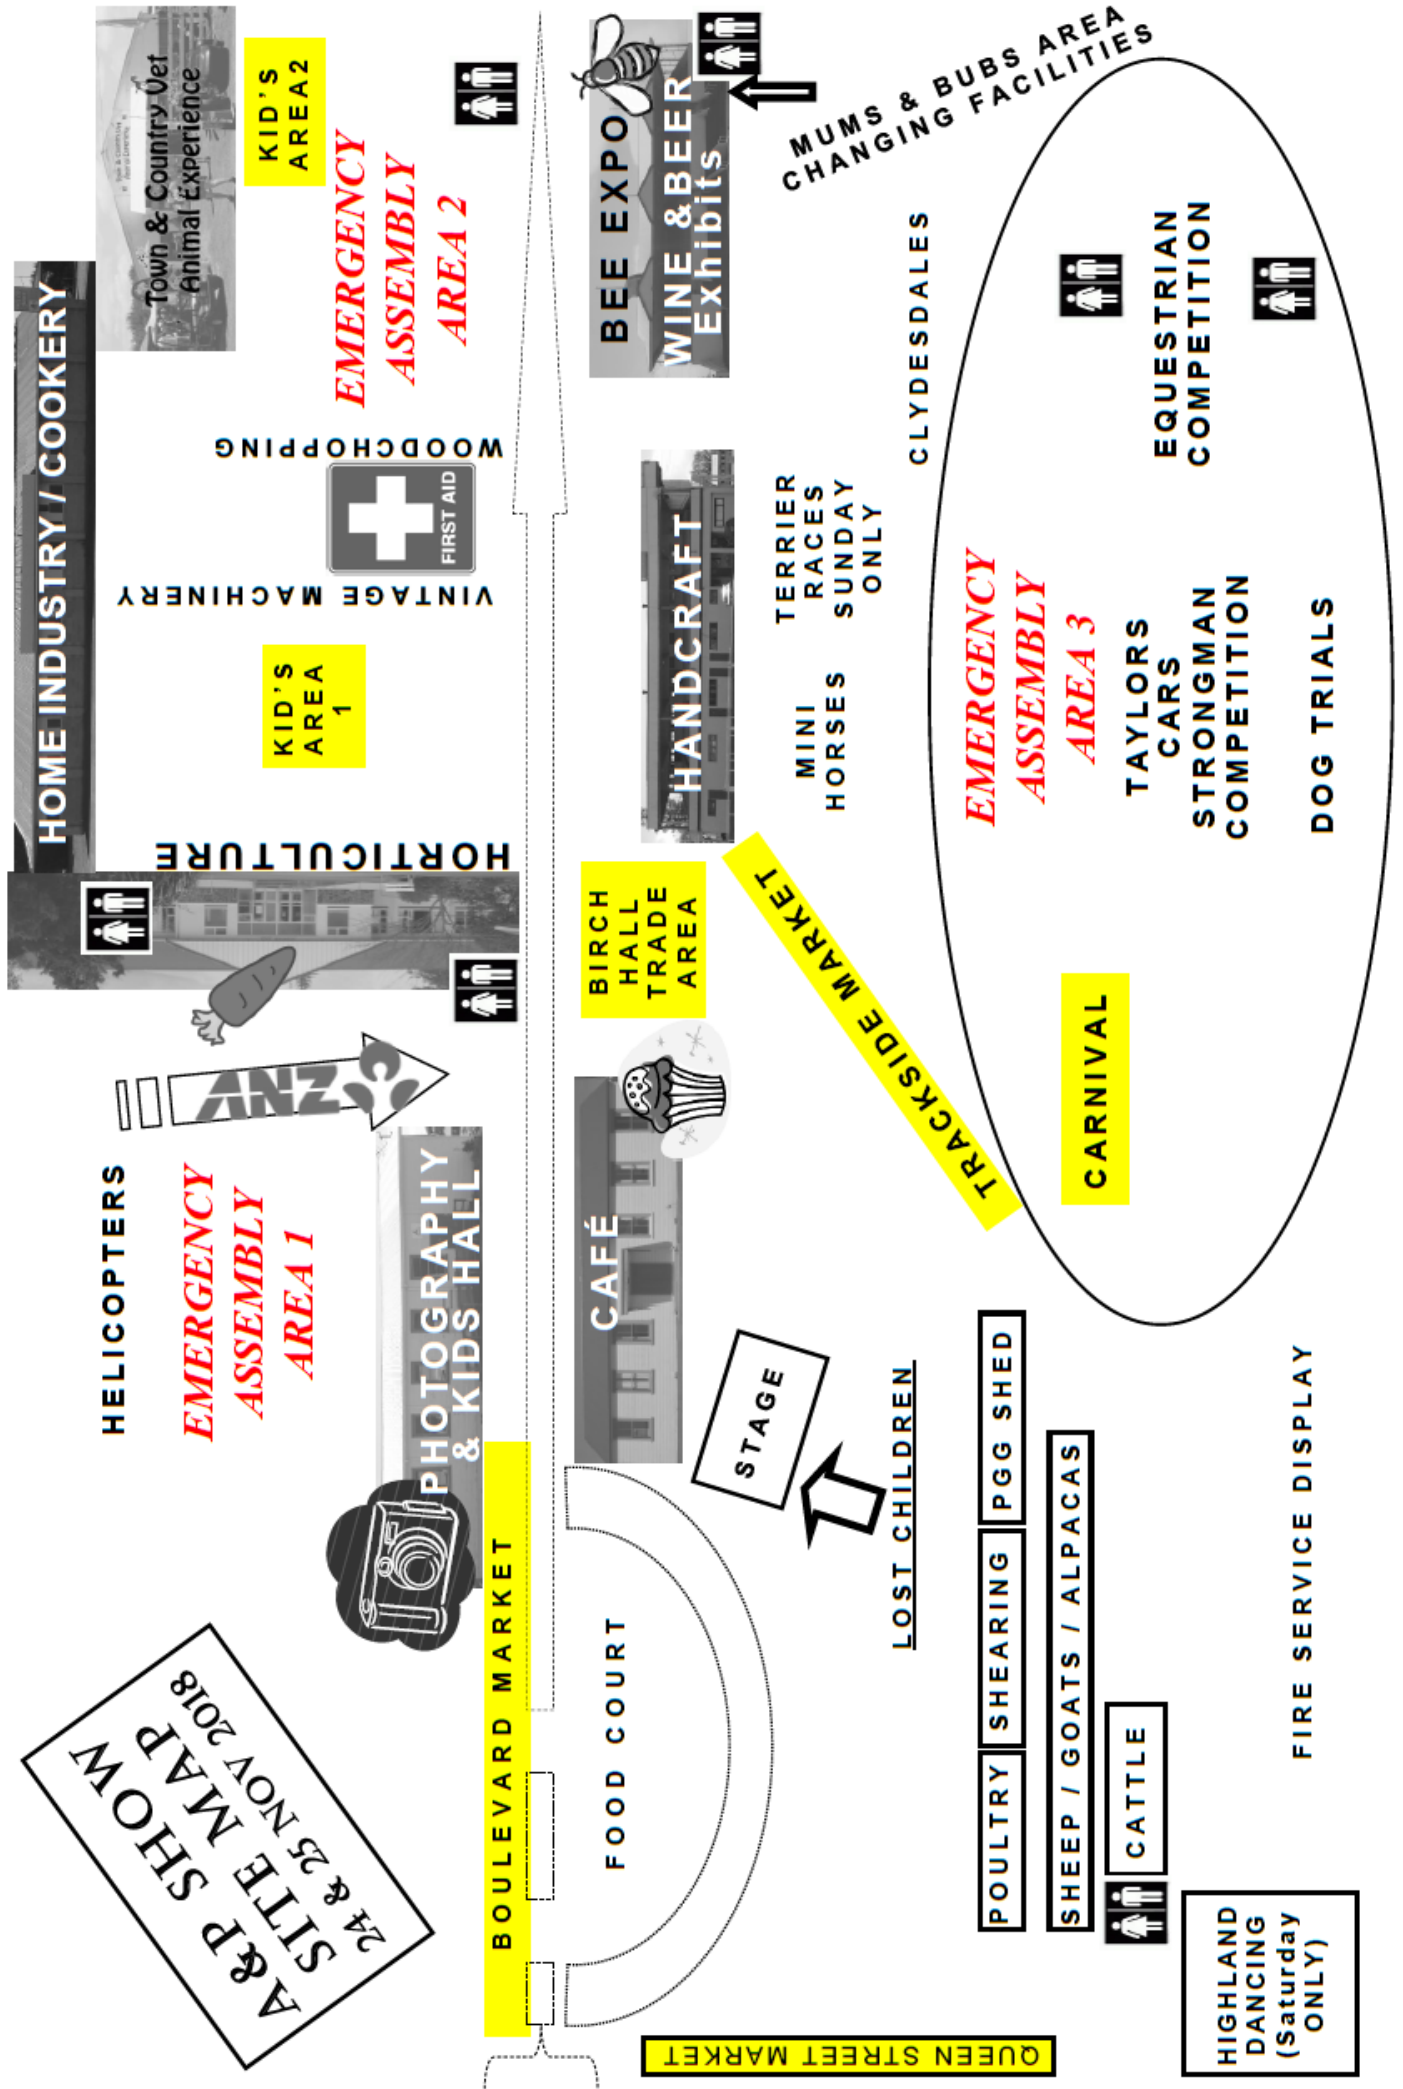 A&P SHOW
SITE MAP
24 & 25 NOV 2018
HOME INDUSTRY / COOKERY
Town & Country Vet
Animal Experience
KID'S
AREA2
EMERGENCY
ASSEMBLY
AREA 2
WOODCHOPPING
FIRST AID
VINTAGE MACHINERY
KID'S
AREA
1
HORTICULTURE
ANZ
HELICOPTERS
EMERGENCY
ASSEMBLY
AREA 1
PHOTOGRAPHY
& KIDS HALL
BOULEVARD MARKET
FOOD COURT
CAFÉ
BIRCH
HALL
TRADE
AREA
HANDCRAFT
BEE EXPO
WINE &BEER
Exhibits
MUMS & BUBS AREA
CHANGING FACILITIES
CLYDESDALES
TERRIER
RACES
SUNDAY
ONLY
MINI
HORSES
TRACKSIDE MARKET
STAGE
LOST CHILDREN
EMERGENCY
ASSEMBLY
AREA 3
EQUESTRIAN
COMPETITION
TAYLORS
CARS
STRONGMAN
COMPETITION
DOG TRIALS
CARNIVAL
POULTRY
SHEARING
PGG SHED
SHEEP / GOATS / ALPACAS
CATTLE
FIRE SERVICE DISPLAY
HIGHLAND
DANCING
(Saturday
ONLY)
QUEEN STREET MARKET